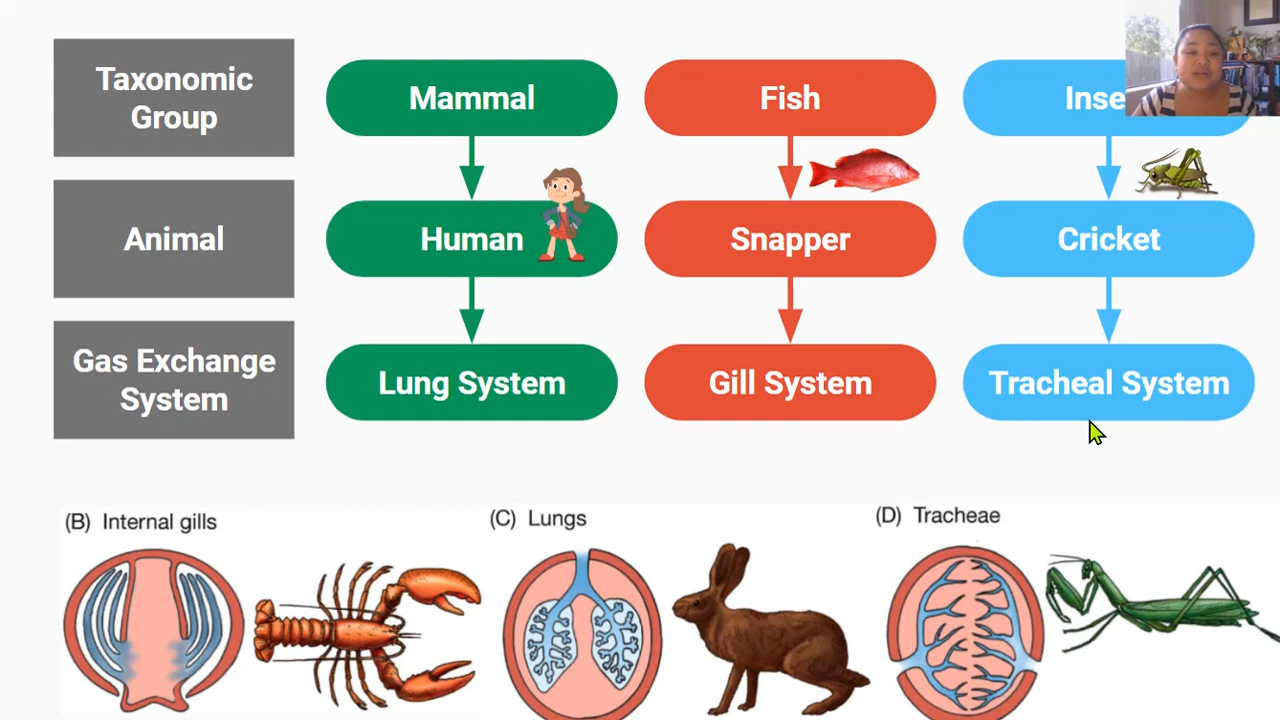 Taxonomic
Group
Mammal
Fish
Animal
Human
Snapper
Cricket
Gas Exchange
System
Lung System
Gill System
Tracheal System
(B) Internal gills
(C) Lungs
(D) Tracheae